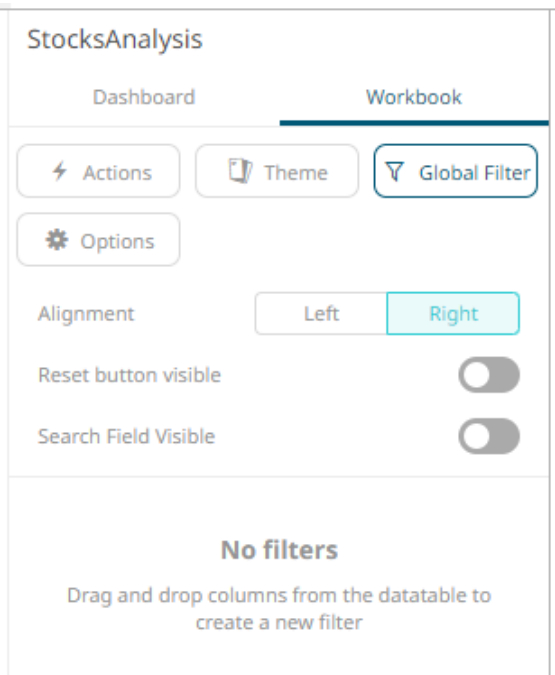 StocksAnalysis
Dashboard Workbook
Actions Theme Global Filter
Options
Alignment Left Right
Reset button visible
Search Field Visible
No filters
Drag and drop columns from the datatable to
create a new filter